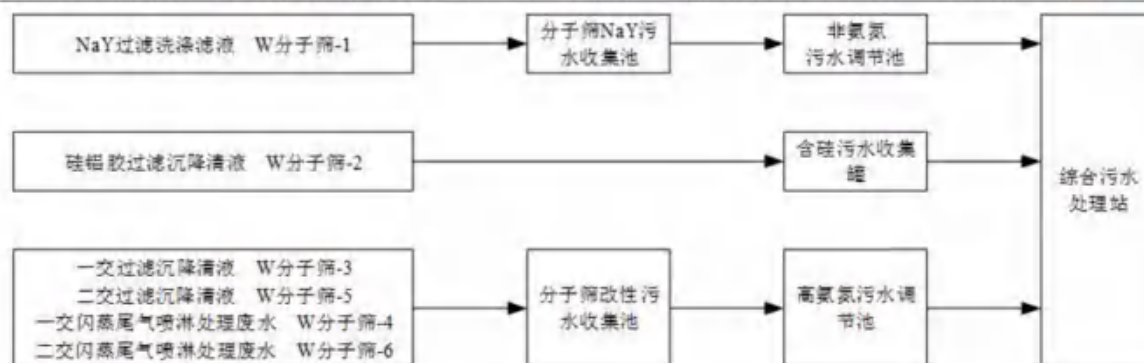 NaY过滤洗涤滤液 W分子筛-1
分子筛NaY污
水收集池
非氨氮
污水调节池
硅铝胶过滤沉降清液 W分子筛-2
含硅污水收集
罐
综合污水
处理站
一交过滤沉降清液 W分子筛-3
二交过滤沉降清液 W分子筛-5
一交闪蒸尾气喷淋处理废水 W分子筛-4
二交闪蒸尾气喷淋处理废水 W分子筛-6
分子筛改性污
水收集池
高氨氮污水调
节池